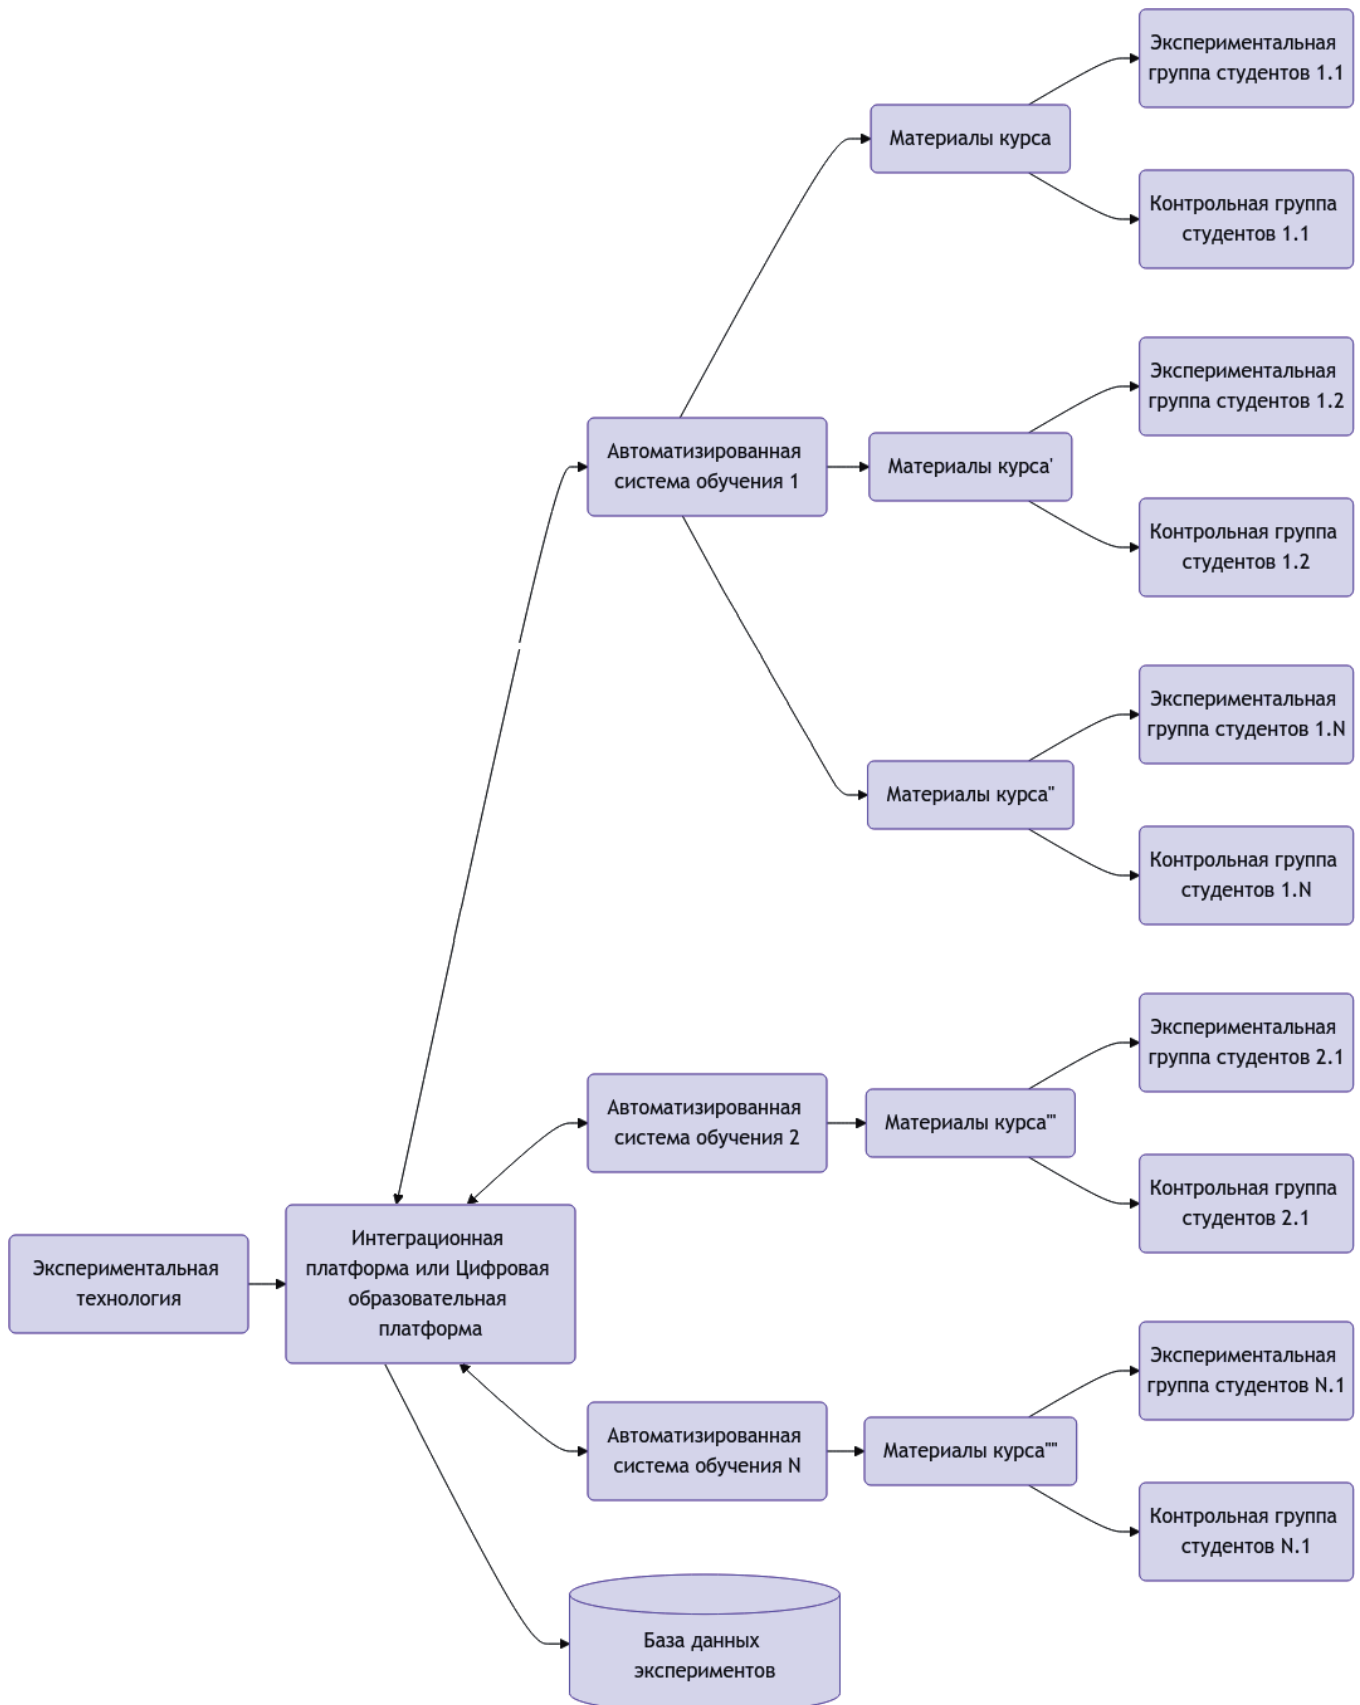 Экспериментальная
группа студентов 1.1
Материалы курса
Контрольная группа
студентов 1.1
Экспериментальная
группа студентов 1.2
Автоматизированная
система обучения 1
Материалы курса'
Контрольная группа
студентов 1.2
Экспериментальная
группа студентов 1.N
Материалы курса"
Контрольная группа
студентов 1.N
Экспериментальная
группа студентов 2.1
Автоматизированная
система обучения 2
Материалы курса'"
Контрольная группа
студентов 2.1
Экспериментальная
технология
Интеграционная
платформа или Цифровая
образовательная
платформа
Экспериментальная
группа студентов N.1
Автоматизированная
система обучения N
Материалы курса""
Контрольная группа
студентов N.1
База данных
экспериментов